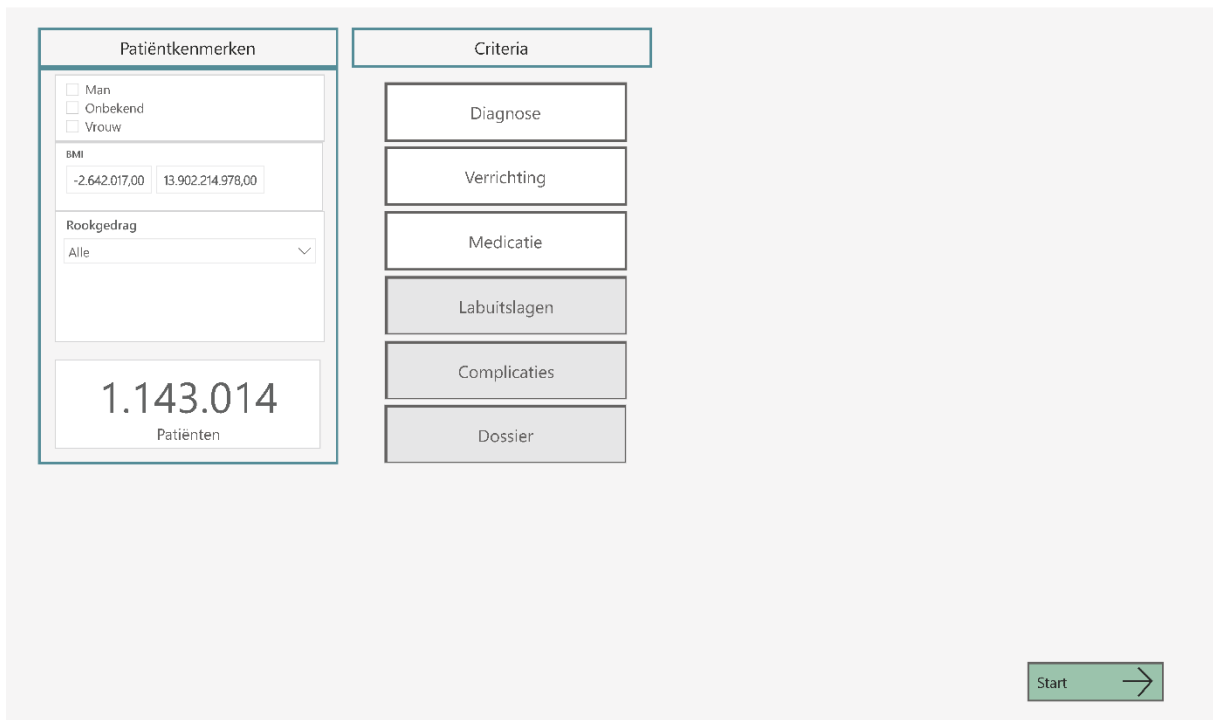 Patiëntkenmerken
Man
Onbekend
Vrouw
BMI
-2.642.017,00 13.902.214.978,00
Rookgedrag
Alle
1.143.014
Patiënten
Criteria
Diagnose
Verrichting
Medicatie
Labuitslagen
Complicaties
Dossier
Start